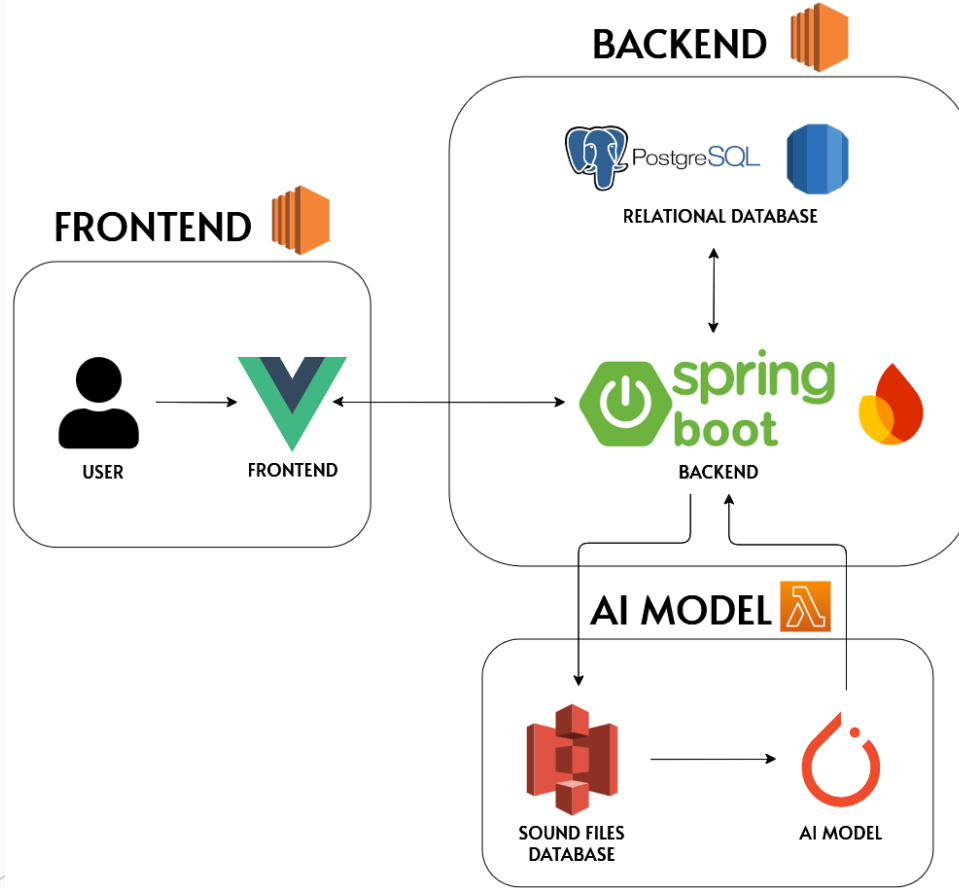 BACKEND
PostgreSQL
RELATIONAL DATABASE
FRONTEND
spring
boot
USER
FRONTEND
BACKEND
AI MODEL
SOUND FILES
DATABASE
AI MODEL